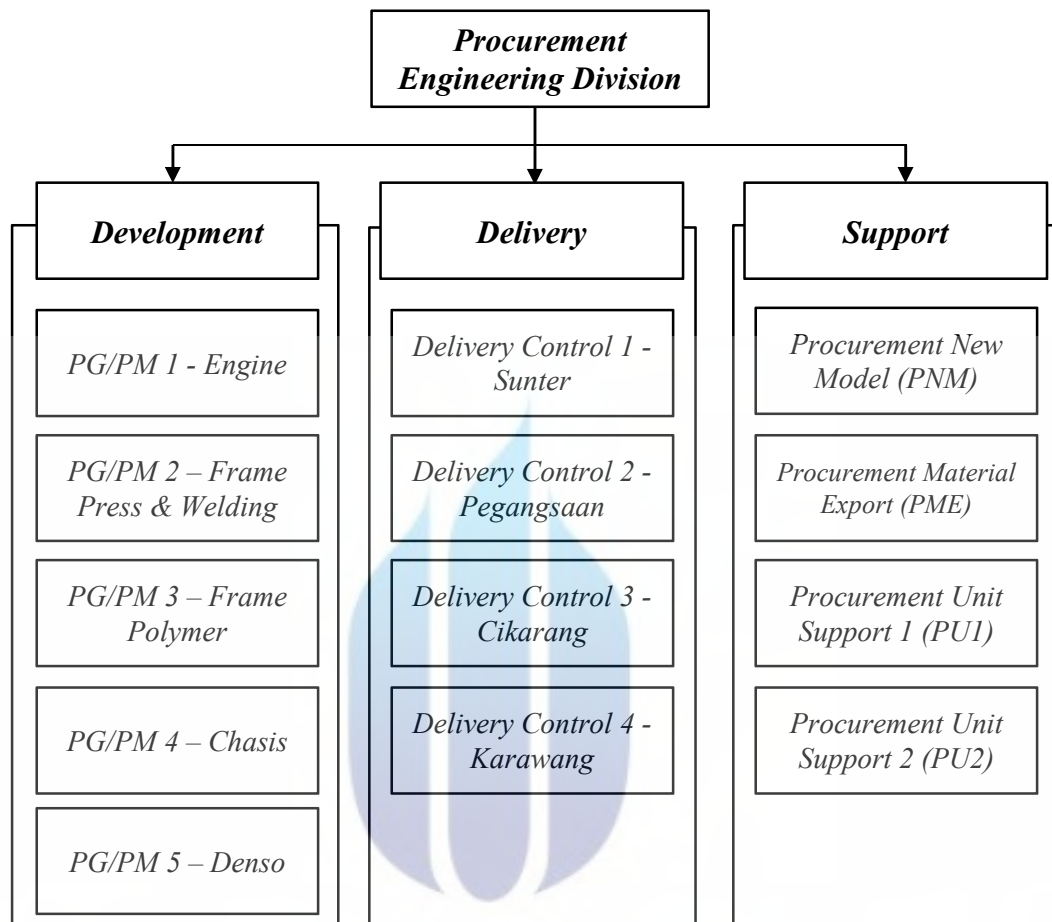 Procurement
Engineering Division
Development
Delivery
Support
PG/PM 1 - Engine
PG/PM 2 – Frame
Press & Welding
PG/PM 3 – Frame
Polymer
PG/PM 4 – Chasis
PG/PM 5 – Denso
Delivery Control 1 -
Sunter
Delivery Control 2 -
Pegangsaan
Delivery Control 3 -
Cikarang
Delivery Control 4 -
Karawang
Procurement New
Model (PNM)
Procurement Material
Export (PME)
Procurement Unit
Support 1 (PU1)
Procurement Unit
Support 2 (PU2)